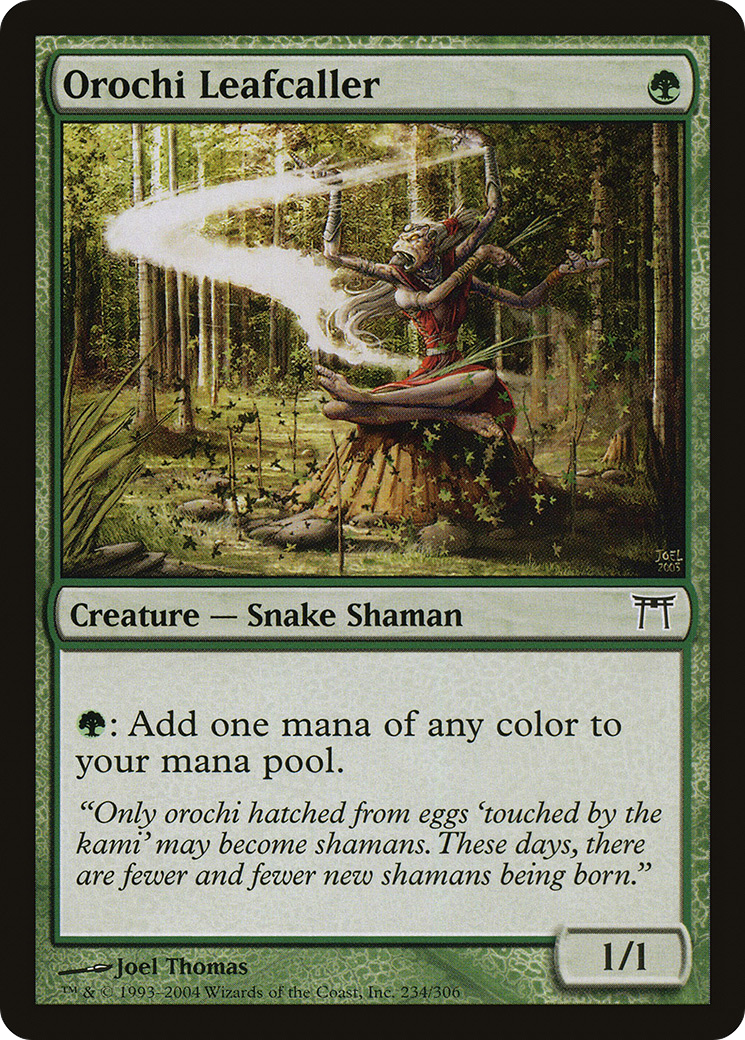 Orochi Leafcaller
JOEL
2003
Creature — Snake Shaman
: Add one mana of any color to
your mana pool.
“Only orochi hatched from eggs ‘touched by the
kami’ may become shamans. These days, there
are fewer and fewer new shamans being born.”
1/1
Joel Thomas
™ & © 1993–2004 Wizards of the Coast, Inc. 234/306